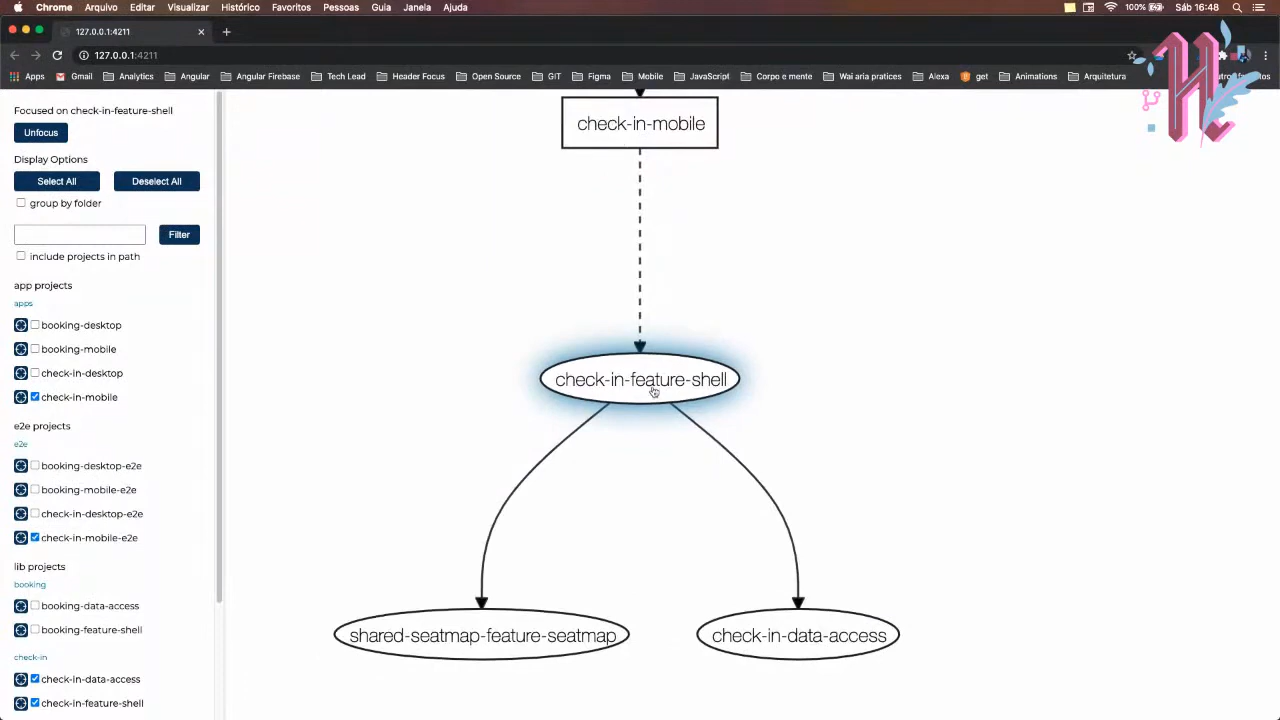 Chrome Arquivo Editar Visualizar Histórico Favoritos Pessoas Guia Janela Ajuda 100% Sáb 16:48
127.0.0.1:4211
127.0.0.1:4211
Apps Gmail Analytics Angular Angular Firebase Tech Lead Header Focus Open Source GIT Figma Mobile JavaScript Corpo e mente Wai aria pratices Alexa get Animations Arquitetura
Focused on check-in-feature-shell
Unfocus
Display Options
Select All Deselect All
group by folder
Filter
include projects in path
app projects
apps
booking-desktop
booking-mobile
check-in-desktop
check-in-mobile
e2e projects
e2e
booking-desktop-e2e
booking-mobile-e2e
check-in-desktop-e2e
check-in-mobile-e2e
lib projects
booking
booking-data-access
booking-feature-shell
check-in
check-in-data-access
check-in-feature-shell
check-in-mobile
check-in-feature-shell
shared-seatmap-feature-seatmap check-in-data-access
H